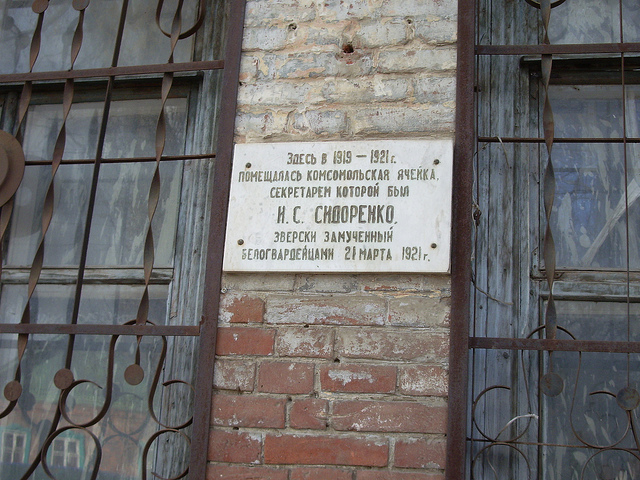 ЗДЕСЬ В 1919 — 1921 г.
ПОМЕЩАЛАСЬ КОМСОМОЛЬСКАЯ ЯЧЕЙКА,
СЕКРЕТАРЕМ КОТОРОЙ БЫЛ
Н. С. СИДОРЕНКО,
ЗВЕРСКИ ЗАМУЧЕННЫЙ
БЕЛОГВАРДЕЙЦАМИ 21 МАРТА 1921 г.